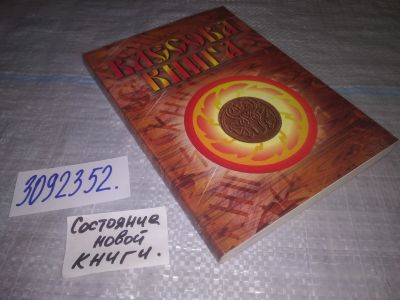 ВЛЕСОВА
КНИГА
3092352.
Состояние
новой
книги.